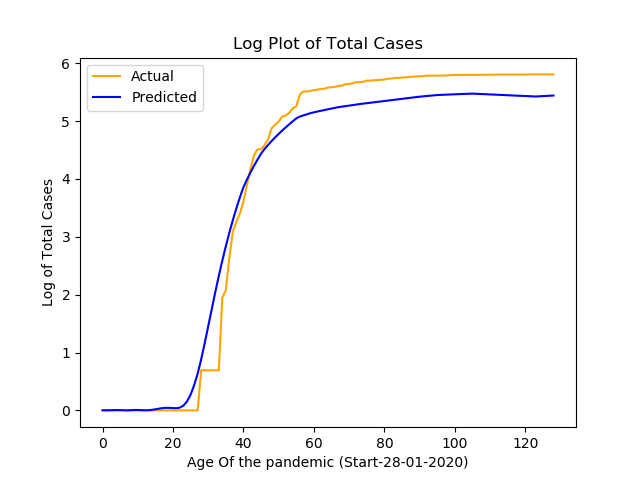 Log Plot of Total Cases
Actual
Predicted
6
5
4
3
2
1
0
Log of Total Cases
0 20 40 60 80 100 120
Age Of the pandemic (Start-28-01-2020)